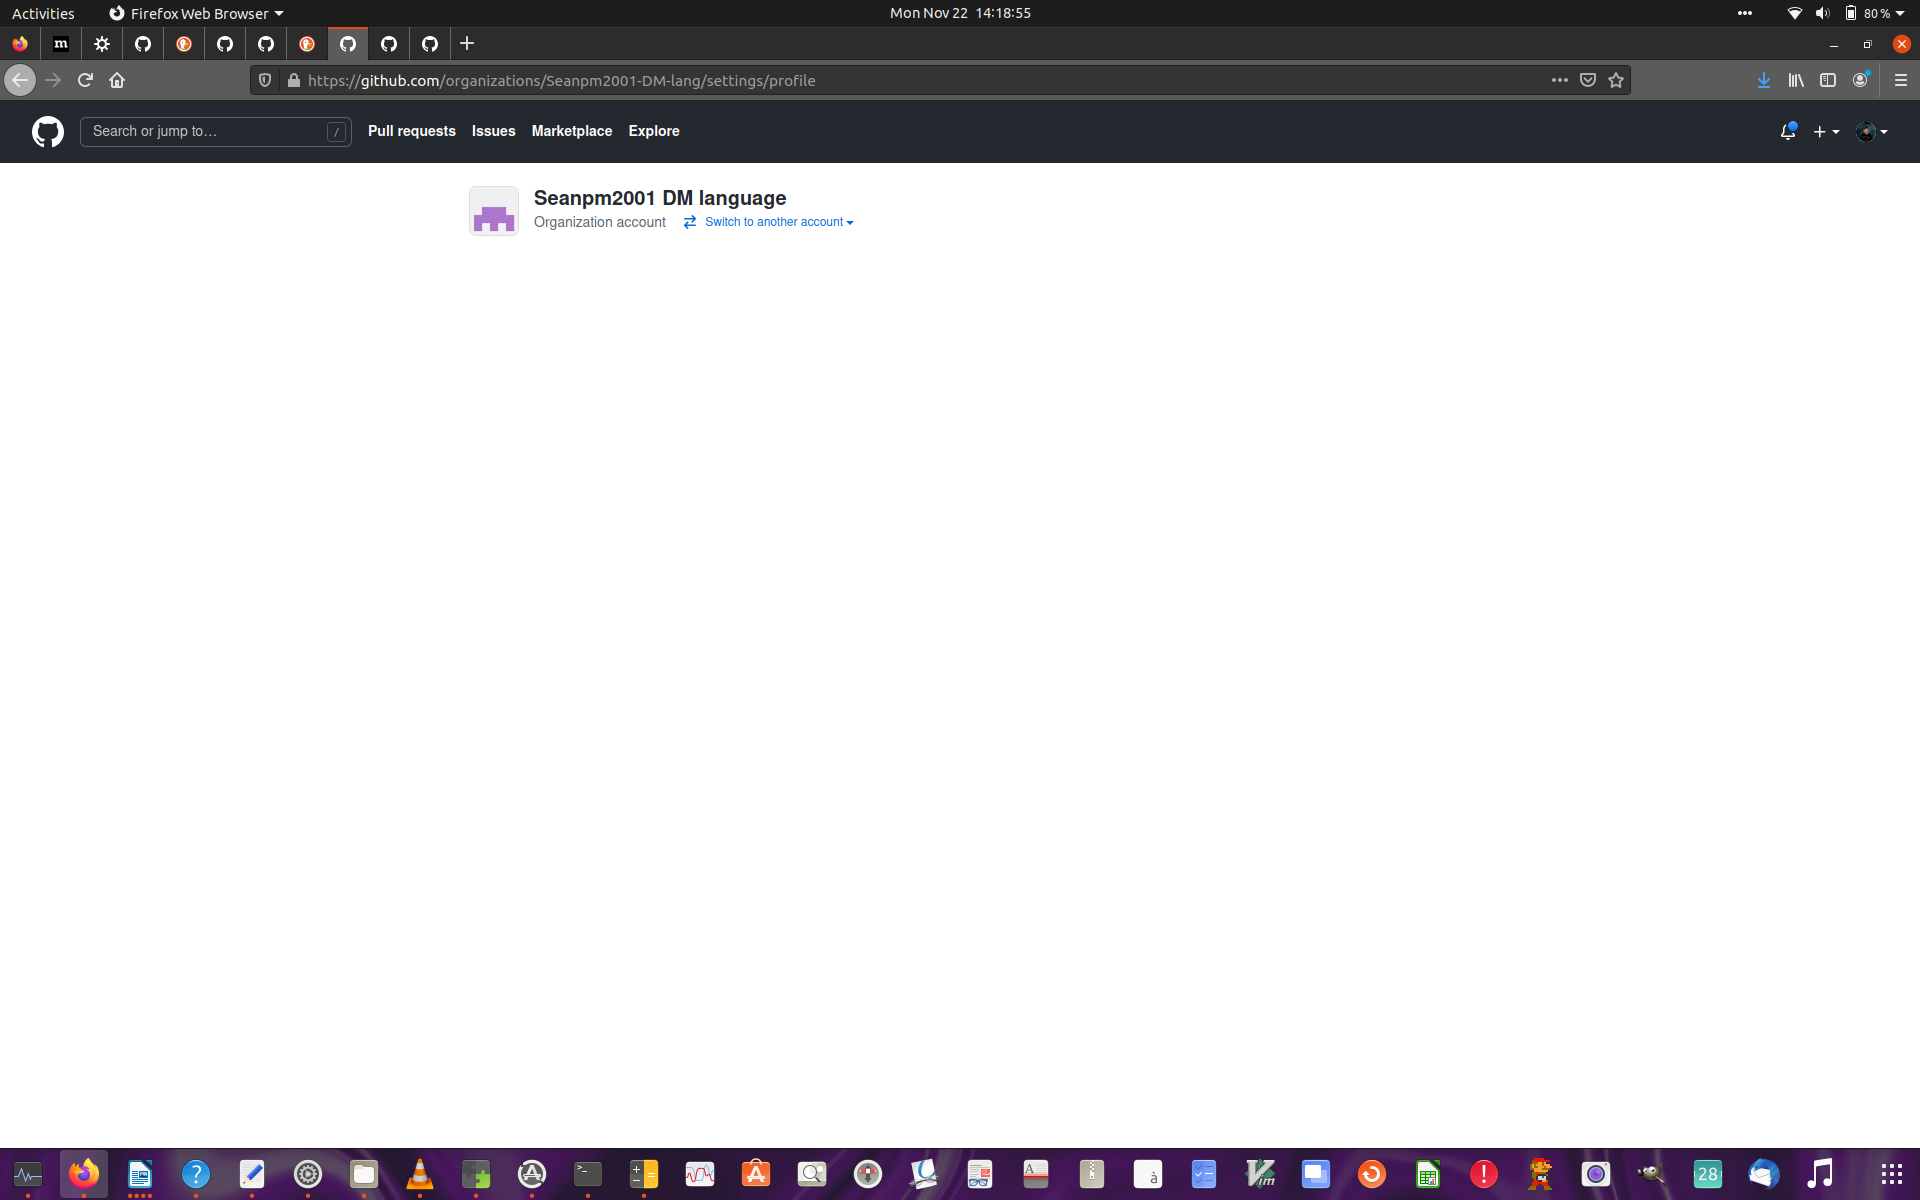 Activities
Firefox Web Browser
Mon Nov 22 14:18:55
80 %
m
https://github.com/organizations/Seanpm2001-DM-lang/settings/profile
Search or jump to…
/
Pull requests
Issues
Marketplace
Explore
Seanpm2001 DM language
Organization account
Switch to another account
?
>_
A
à
Vim
!
28